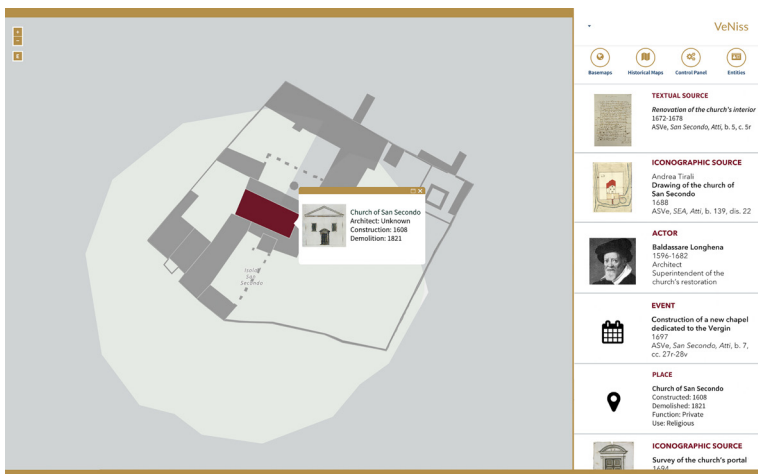 VeNiss
Basemaps
Historical Maps
Control Panel
Entities
+
−
Church of San Secondo
Architect: Unknown
Construction: 1608
Demolition: 1821
Isola
San
Secondo
TEXTUAL SOURCE
Renovation of the church's interior
1672-1678
ASVe, San Secondo, Atti, b. 5, c. 5r
ICONOGRAPHIC SOURCE
Andrea Tirali
Drawing of the church of
San Secondo
1688
ASVe, SEA, Atti, b. 139, dis. 22
ACTOR
Baldassare Longhena
1596-1682
Architect
Superintendent of the
church's restoration
EVENT
Construction of a new chapel
dedicated to the Vergin
1697
ASVe, San Secondo, Atti, b. 7,
cc. 27r-28v
PLACE
Church of San Secondo
Constructed: 1608
Demolished: 1821
Function: Private
Use: Religious
ICONOGRAPHIC SOURCE
Survey of the church's portal
1694